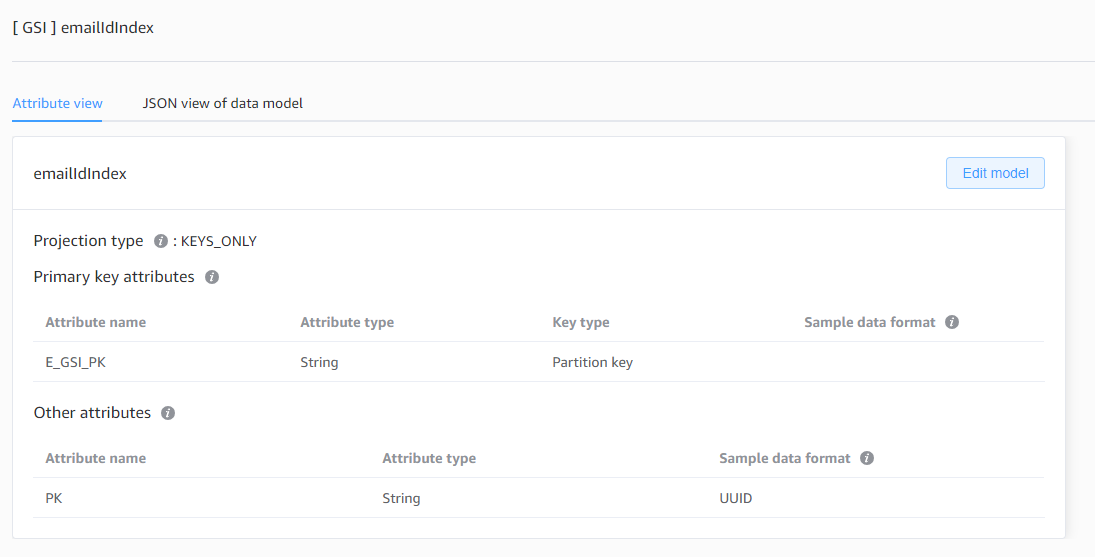 [ GSI ] emailIdIndex
Attribute view JSON view of data model
emailIdIndex Edit model
Projection type i : KEYS_ONLY
Primary key attributes i
Attribute name Attribute type Key type Sample data format i
E_GSI_PK String Partition key
Other attributes i
Attribute name Attribute type Sample data format i
PK String UUID